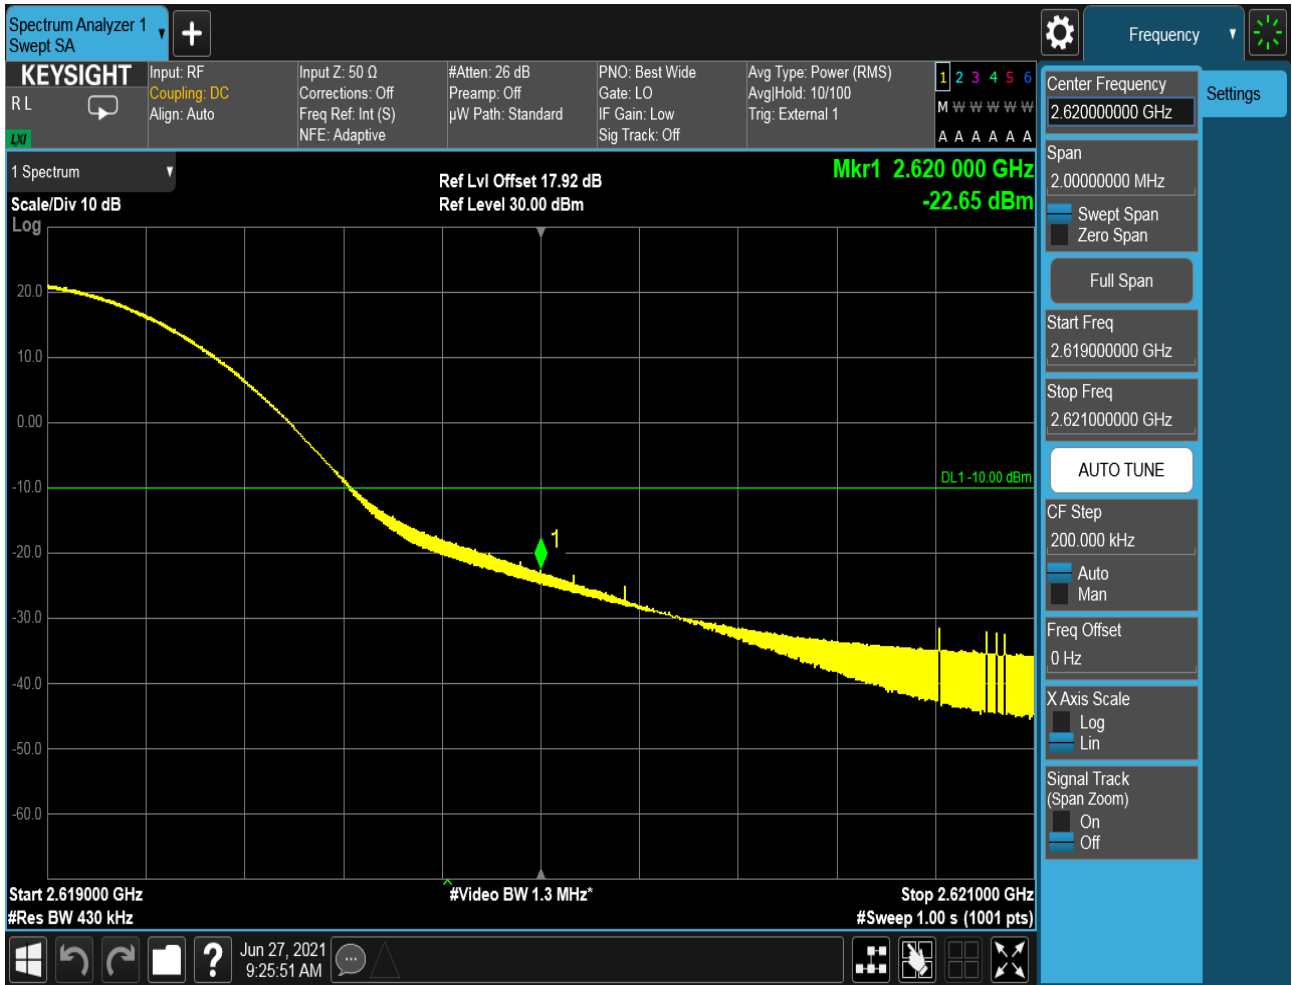 Spectrum Analyzer 1
Swept SA
Frequency
KEYSIGHT
R L
LXI
Input: RF
Coupling: DC
Align: Auto
Input Z: 50 Ω
Corrections: Off
Freq Ref: Int (S)
NFE: Adaptive
#Atten: 26 dB
Preamp: Off
µW Path: Standard
PNO: Best Wide
Gate: LO
IF Gain: Low
Sig Track: Off
Avg Type: Power (RMS)
Avg|Hold: 10/100
Trig: External 1
1 2 3 4 5 6
M W W W W W
A A A A A A
1 Spectrum
Scale/Div 10 dB
Log
Ref Lvl Offset 17.92 dB
Ref Level 30.00 dBm
Mkr1 2.620 000 GHz
-22.65 dBm
20.0
10.0
0.00
-10.0
-20.0
-30.0
-40.0
-50.0
-60.0
DL1 -10.00 dBm
1
Start 2.619000 GHz
#Res BW 430 kHz
#Video BW 1.3 MHz*
Stop 2.621000 GHz
#Sweep 1.00 s (1001 pts)
Jun 27, 2021
9:25:51 AM
Center Frequency
2.620000000 GHz
Settings
Span
2.00000000 MHz
Swept Span
Zero Span
Full Span
Start Freq
2.619000000 GHz
Stop Freq
2.621000000 GHz
AUTO TUNE
CF Step
200.000 kHz
Auto
Man
Freq Offset
0 Hz
X Axis Scale
Log
Lin
Signal Track
(Span Zoom)
On
Off